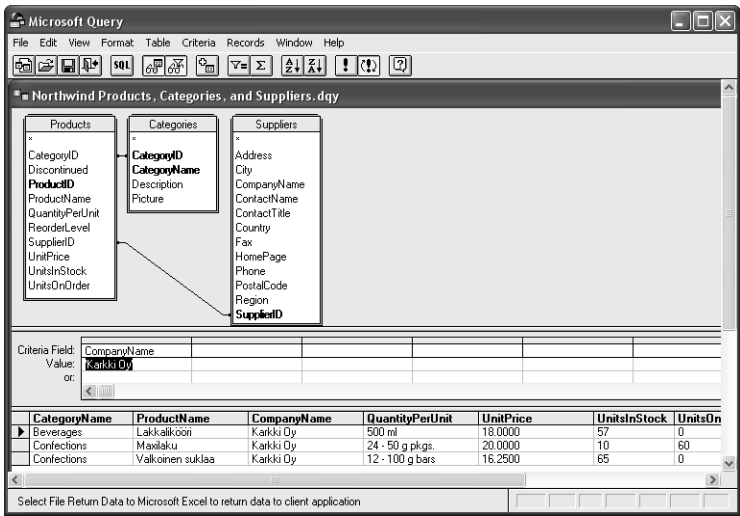 Microsoft Query
File Edit View Format Table Criteria Records Window Help
SQL
Northwind Products, Categories, and Suppliers.dqy
Products
*
CategoryID
Discontinued
ProductID
ProductName
QuantityPerUnit
ReorderLevel
SupplierID
UnitPrice
UnitsInStock
UnitsOnOrder
Categories
*
CategoryID
CategoryName
Description
Picture
Suppliers
*
Address
City
CompanyName
ContactName
ContactTitle
Country
Fax
HomePage
Phone
PostalCode
Region
SupplierID
Criteria Field: CompanyName
Value: 'Karkki Oy'
or:
CategoryName ProductName CompanyName QuantityPerUnit UnitPrice UnitsInStock UnitsOn
Beverages Lakkalikööri Karkki Oy 500 ml 18.0000 57 0
Confections Maxilaku Karkki Oy 24 - 50 g pkgs. 20.0000 10 60
Confections Valkoinen suklaa Karkki Oy 12 - 100 g bars 16.2500 65 0
Select File Return Data to Microsoft Excel to return data to client application